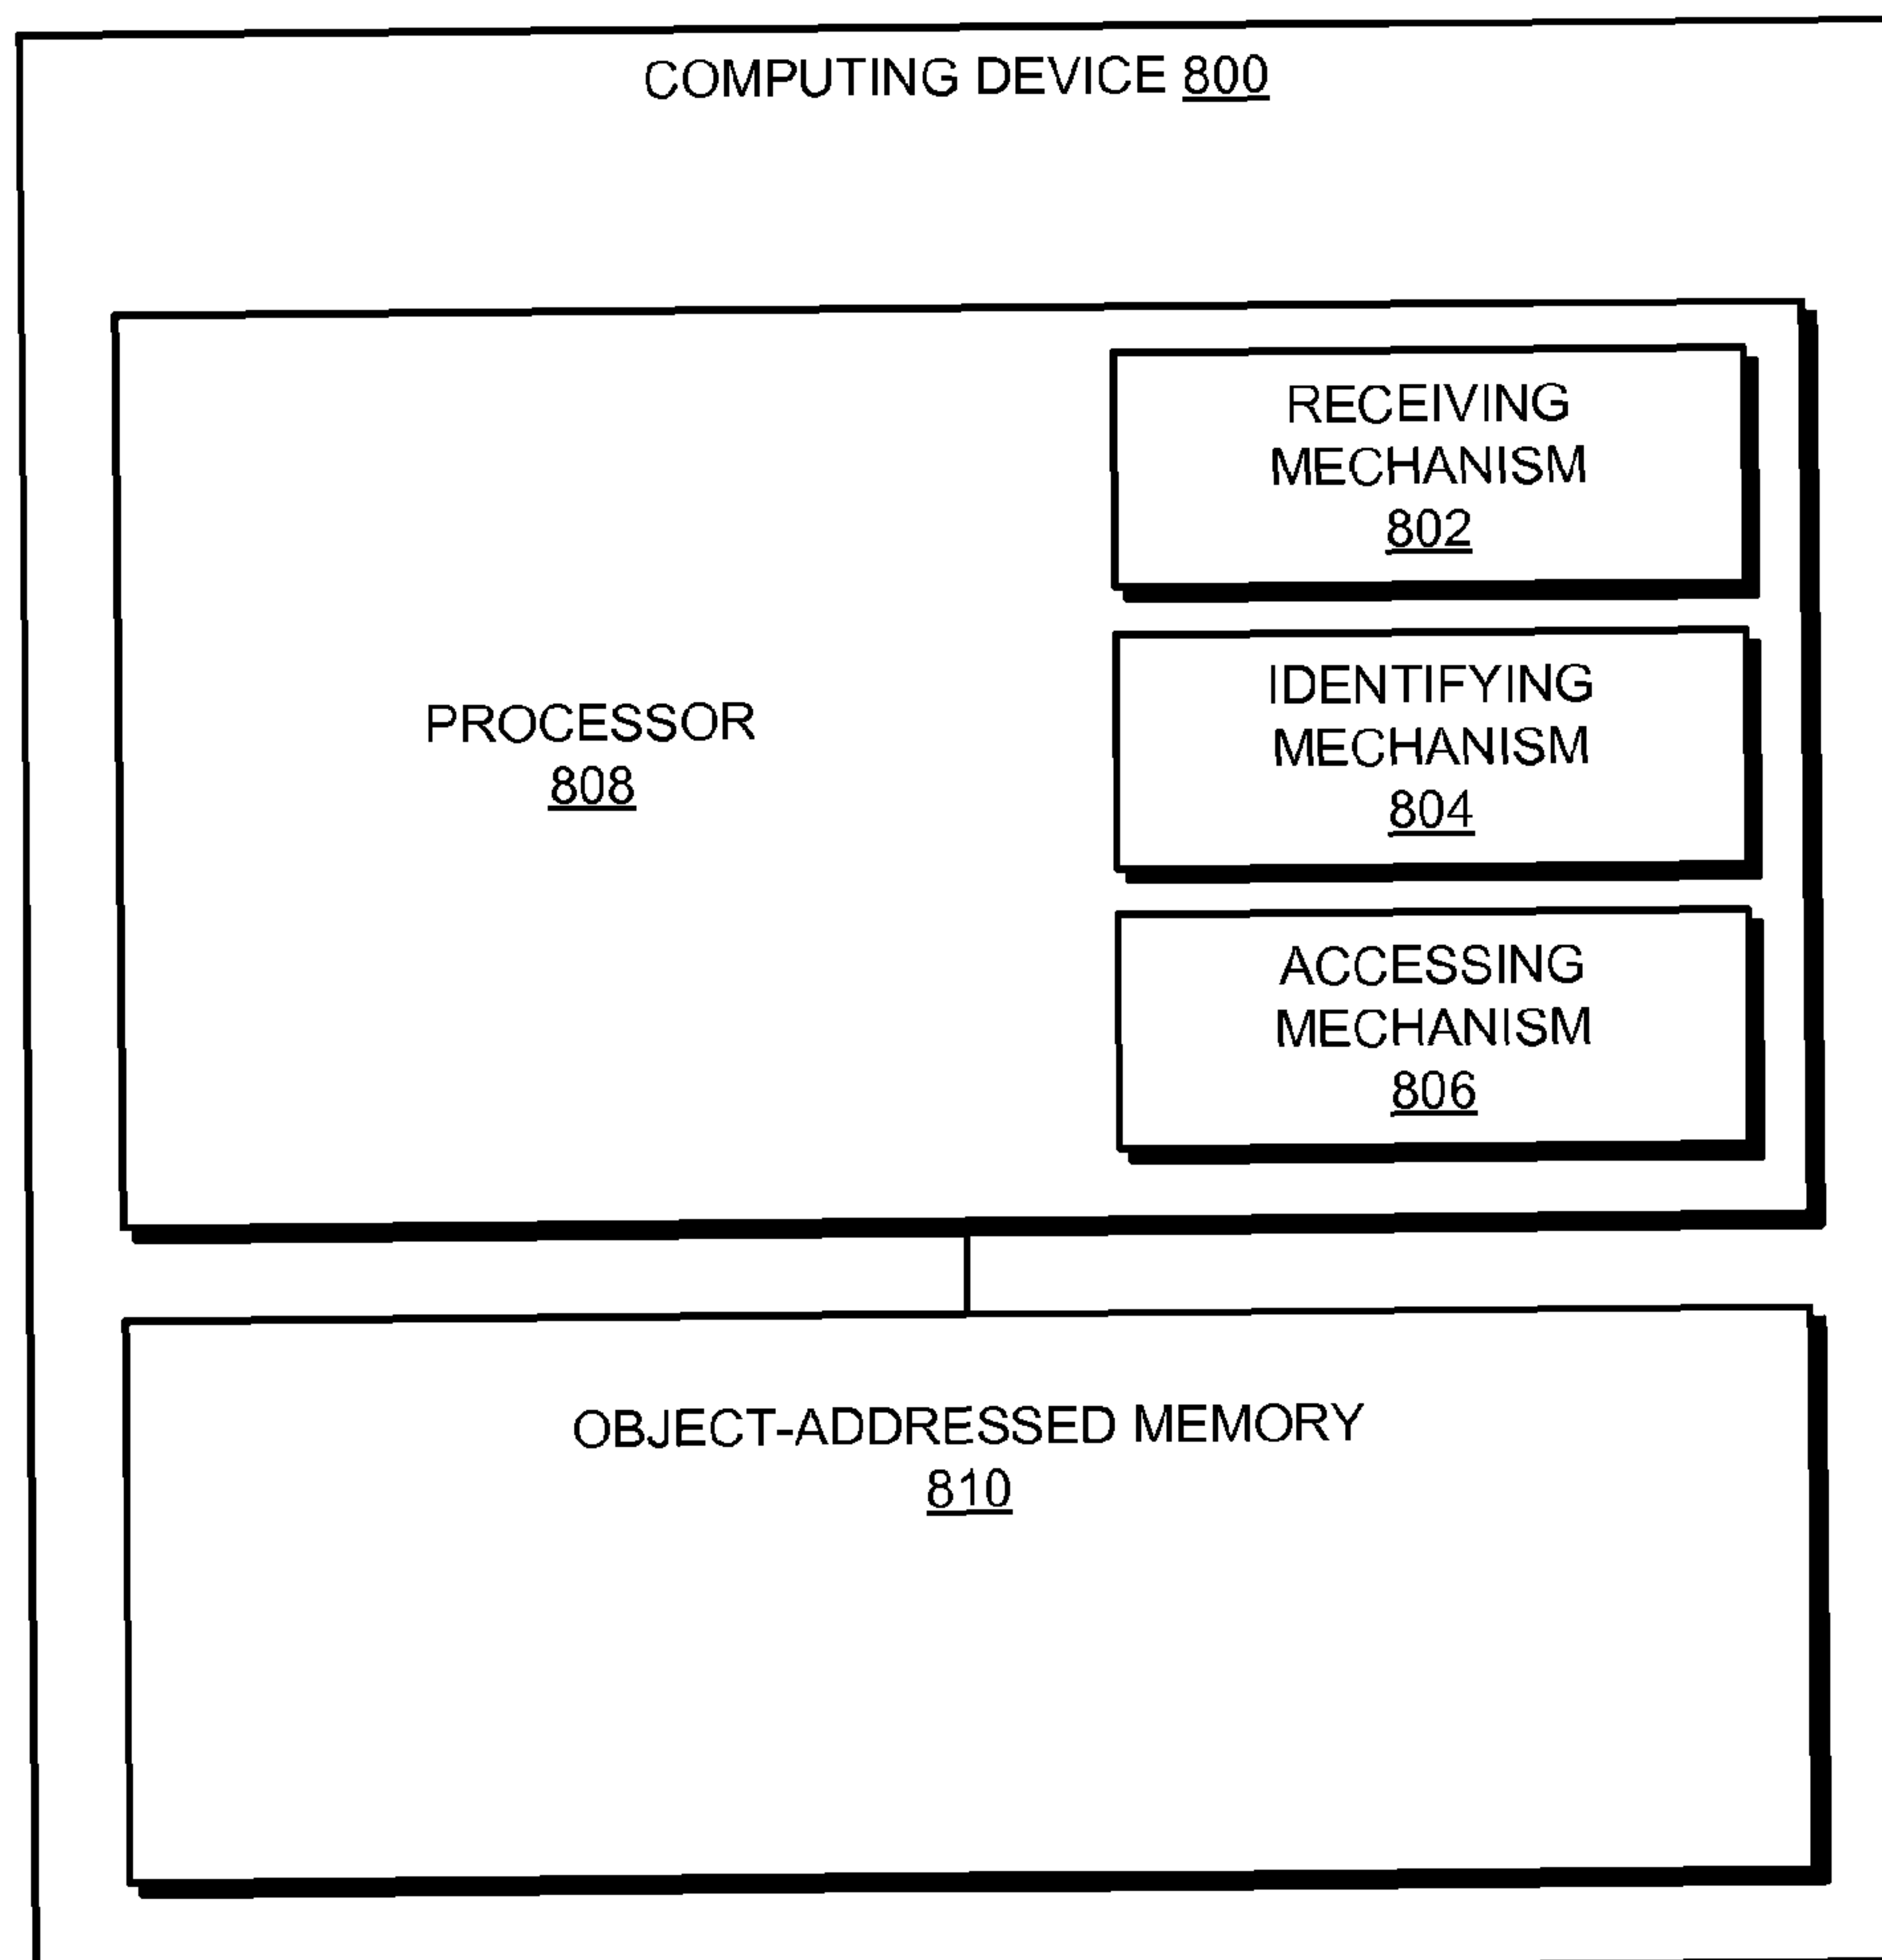 COMPUTING DEVICE 800
RECEIVING
MECHANISM
802
IDENTIFYING
MECHANISM
804
PROCESSOR
808
ACCESSING
MECHANISM
806
OBJECT-ADDRESSED MEMORY
810